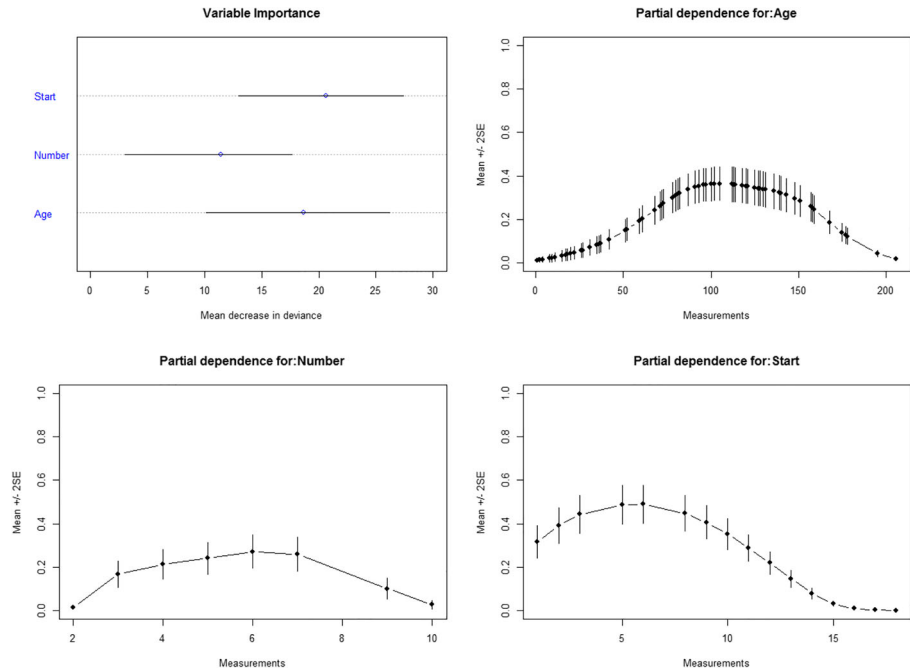 Variable Importance
Start
Number
Age
0 5 10 15 20 25 30
Mean decrease in deviance
Partial dependence for:Age
Mean +/- 2SE
0.0 0.2 0.4 0.6 0.8 1.0
0 50 100 150 200
Measurements
Partial dependence for:Number
Mean +/- 2SE
0.0 0.2 0.4 0.6 0.8 1.0
2 4 6 8 10
Measurements
Partial dependence for:Start
Mean +/- 2SE
0.0 0.2 0.4 0.6 0.8 1.0
5 10 15
Measurements